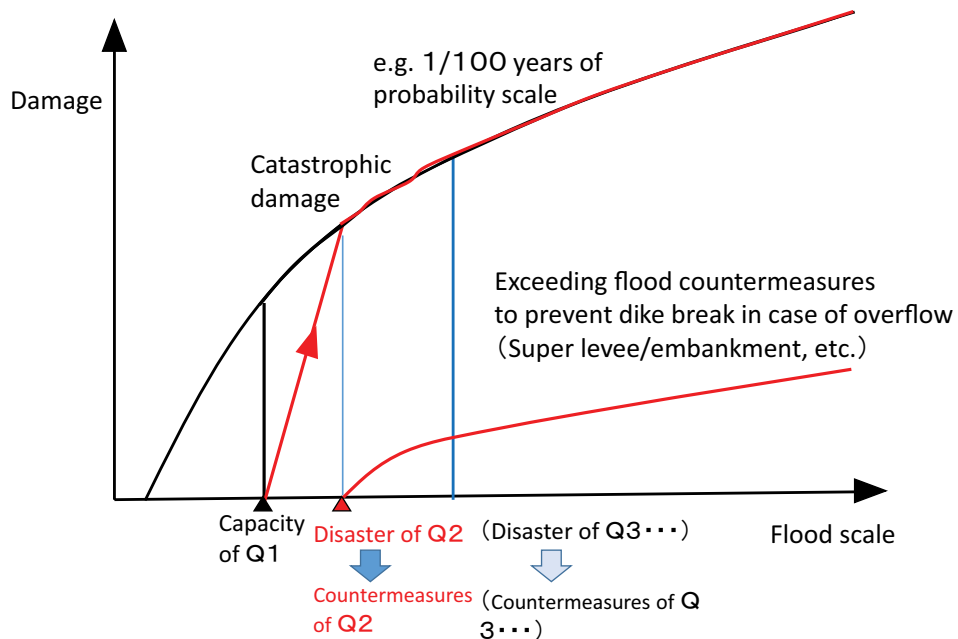 Damage
e.g. 1/100 years of
probability scale
Catastrophic
damage
Exceeding flood countermeasures
to prevent dike break in case of overflow
（Super levee/embankment, etc.）
Capacity
of Q1
Disaster of Q2
（Disaster of Q3･･･）
Flood scale
Countermeasures
of Q2
（Countermeasures of Q
3･･･）